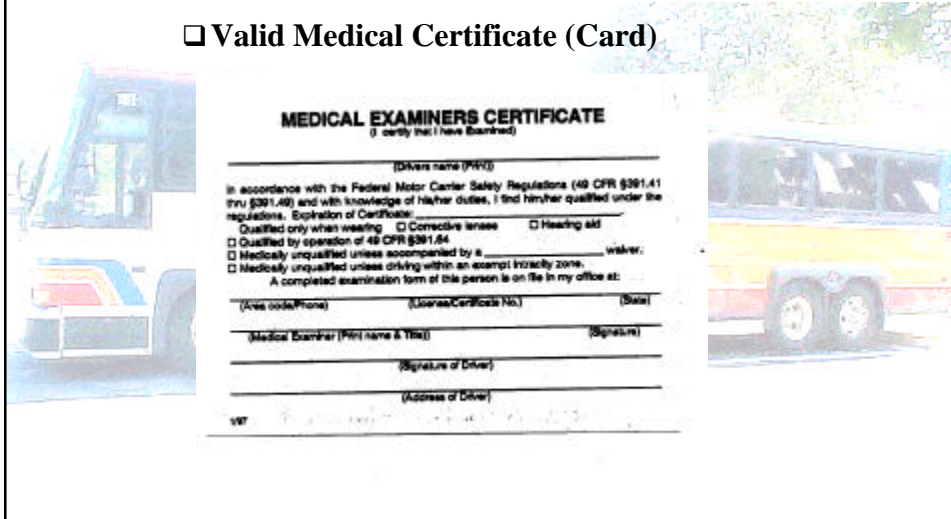 ❑ Valid Medical Certificate (Card)
MEDICAL EXAMINERS CERTIFICATE
(I certify that I have Examined)
(Drivers name (Print))
In accordance with the Federal Motor Carrier Safety Regulations (49 CFR §391.41
thru §391.49) and with knowledge of his/her duties, I find him/her qualified under the
regulations. Expiration of Certificate:
Qualified only when wearing ☐ Corrective lenses ☐ Hearing aid
☐ Qualified by operation of 49 CFR §391.64
☐ Medically unqualified unless accompanied by a ____________ waiver.
☐ Medically unqualified unless driving within an exempt intracity zone.
A completed examination form of this person is on file in my office at:
(Area code/Phone) (License/Certificate No.) (State)
(Medical Examiner (Print name & Title)) (Signature)
(Signature of Driver)
(Address of Driver)
1/97